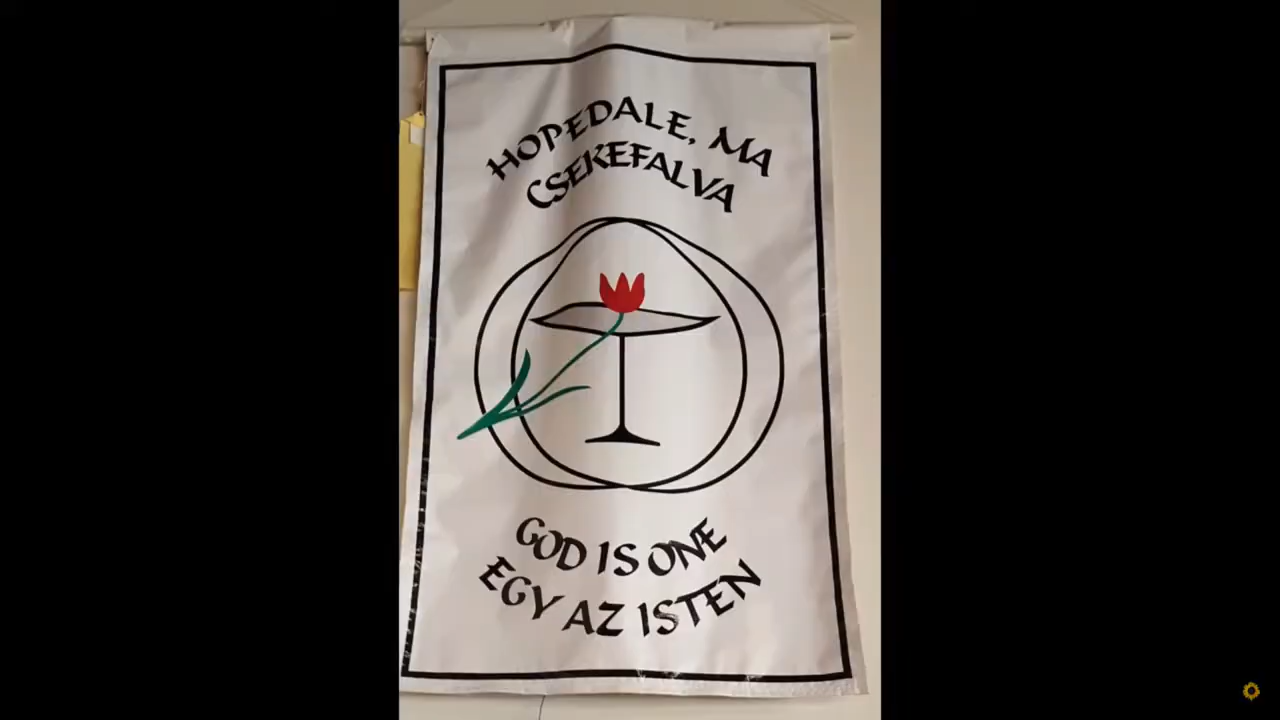 HOPEDALE, MA
CSEKEFALVA
GOD IS ONE
EGY AZ ISTEN